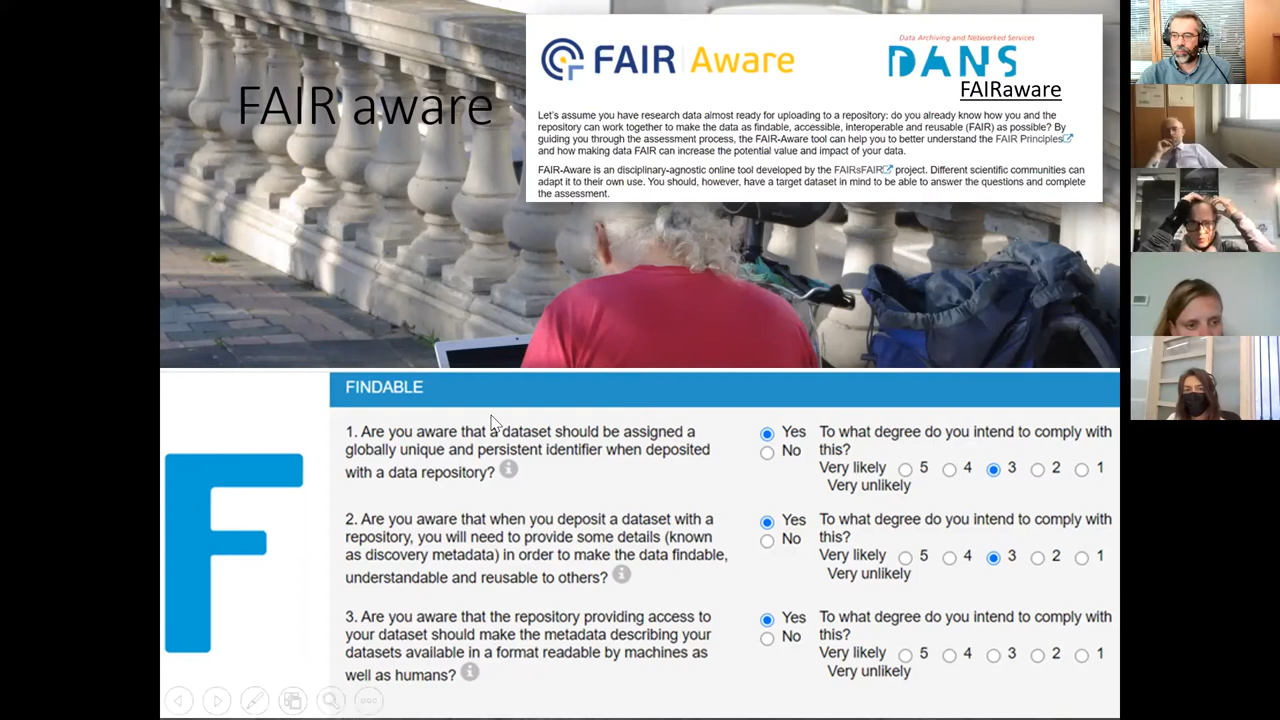 FAIR aware
FAIR Aware
Data Archiving and Networked Services
DANS
FAIRaware
Let's assume you have research data almost ready for uploading to a repository: do you already know how you and the
repository can work together to make the data as findable, accessible, interoperable and reusable (FAIR) as possible? By
guiding you through the assessment process, the FAIR-Aware tool can help you to better understand the FAIR Principles
and how making data FAIR can increase the potential value and impact of your data.
FAIR-Aware is an disciplinary-agnostic online tool developed by the FAIRsFAIR project. Different scientific communities can
adapt it to their own use. You should, however, have a target dataset in mind to be able to answer the questions and complete
the assessment.
F
FINDABLE
1. Are you aware that a dataset should be assigned a
globally unique and persistent identifier when deposited
with a data repository?
Yes
No
To what degree do you intend to comply with
this?
Very likely 5 4 3 2 1
Very unlikely
2. Are you aware that when you deposit a dataset with a
repository, you will need to provide some details (known
as discovery metadata) in order to make the data findable,
understandable and reusable to others?
Yes
No
To what degree do you intend to comply with
this?
Very likely 5 4 3 2 1
Very unlikely
3. Are you aware that the repository providing access to
your dataset should make the metadata describing your
datasets available in a format readable by machines as
well as humans?
Yes
No
To what degree do you intend to comply with
this?
Very likely 5 4 3 2 1
Very unlikely